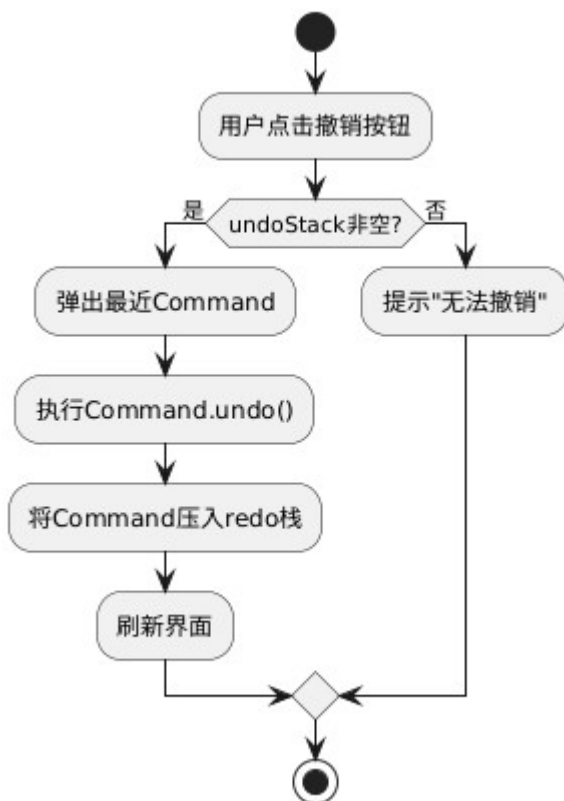 用户点击撤销按钮
是
undoStack非空?
否
弹出最近Command
提示"无法撤销"
执行Command.undo()
将Command压入redo栈
刷新界面